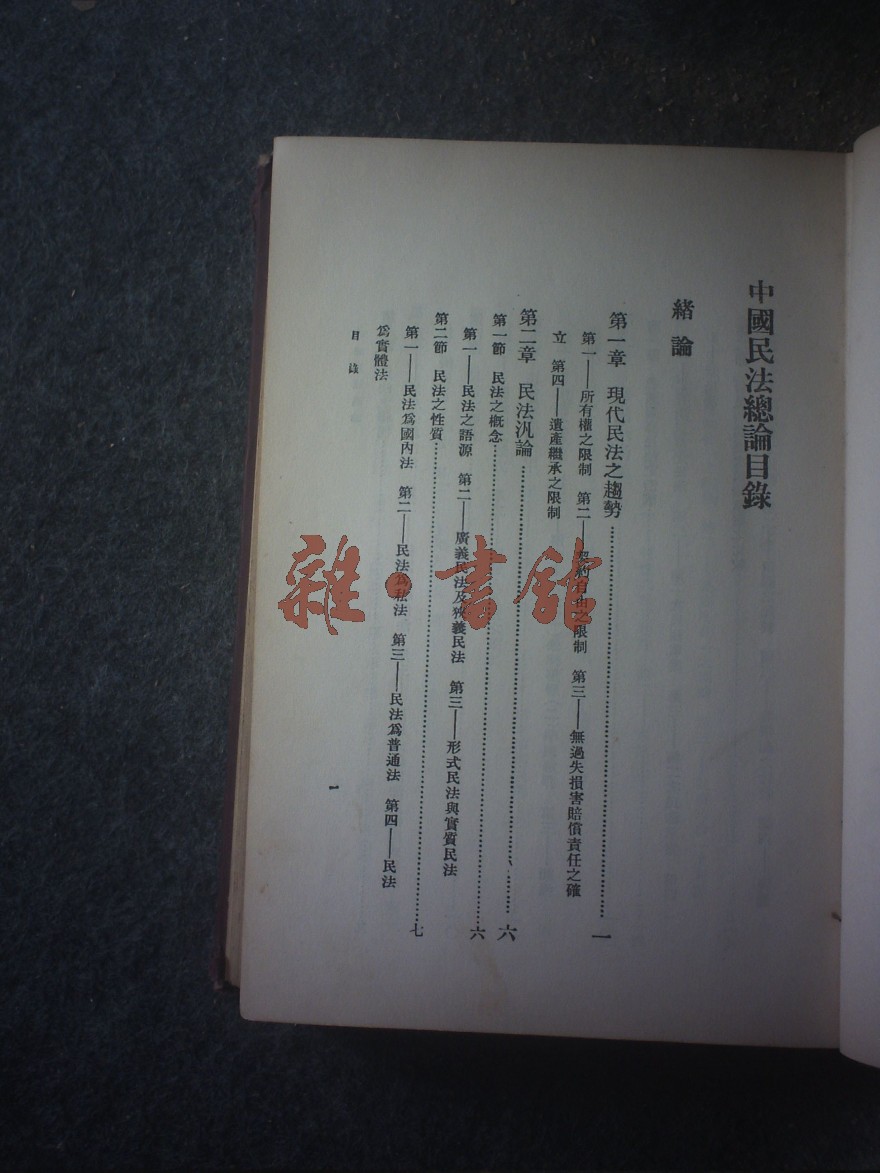 中國民法總論目錄
緒論
第一章 現代民法之趨勢 一
第一——所有權之限制 第二——契約自由之限制 第三——無過失損害賠償責任之確
立 第四——遺產繼承之限制
第二章 民法汎論 六
第一節 民法之概念 六
第一——民法之語源 第二——廣義民法及狹義民法 第三——形式民法與實質民法
第二節 民法之性質 七
第一——民法爲國內法 第二——民法爲私法 第三——民法爲普通法 第四——民法
爲實體法
目錄
一
雜·書館